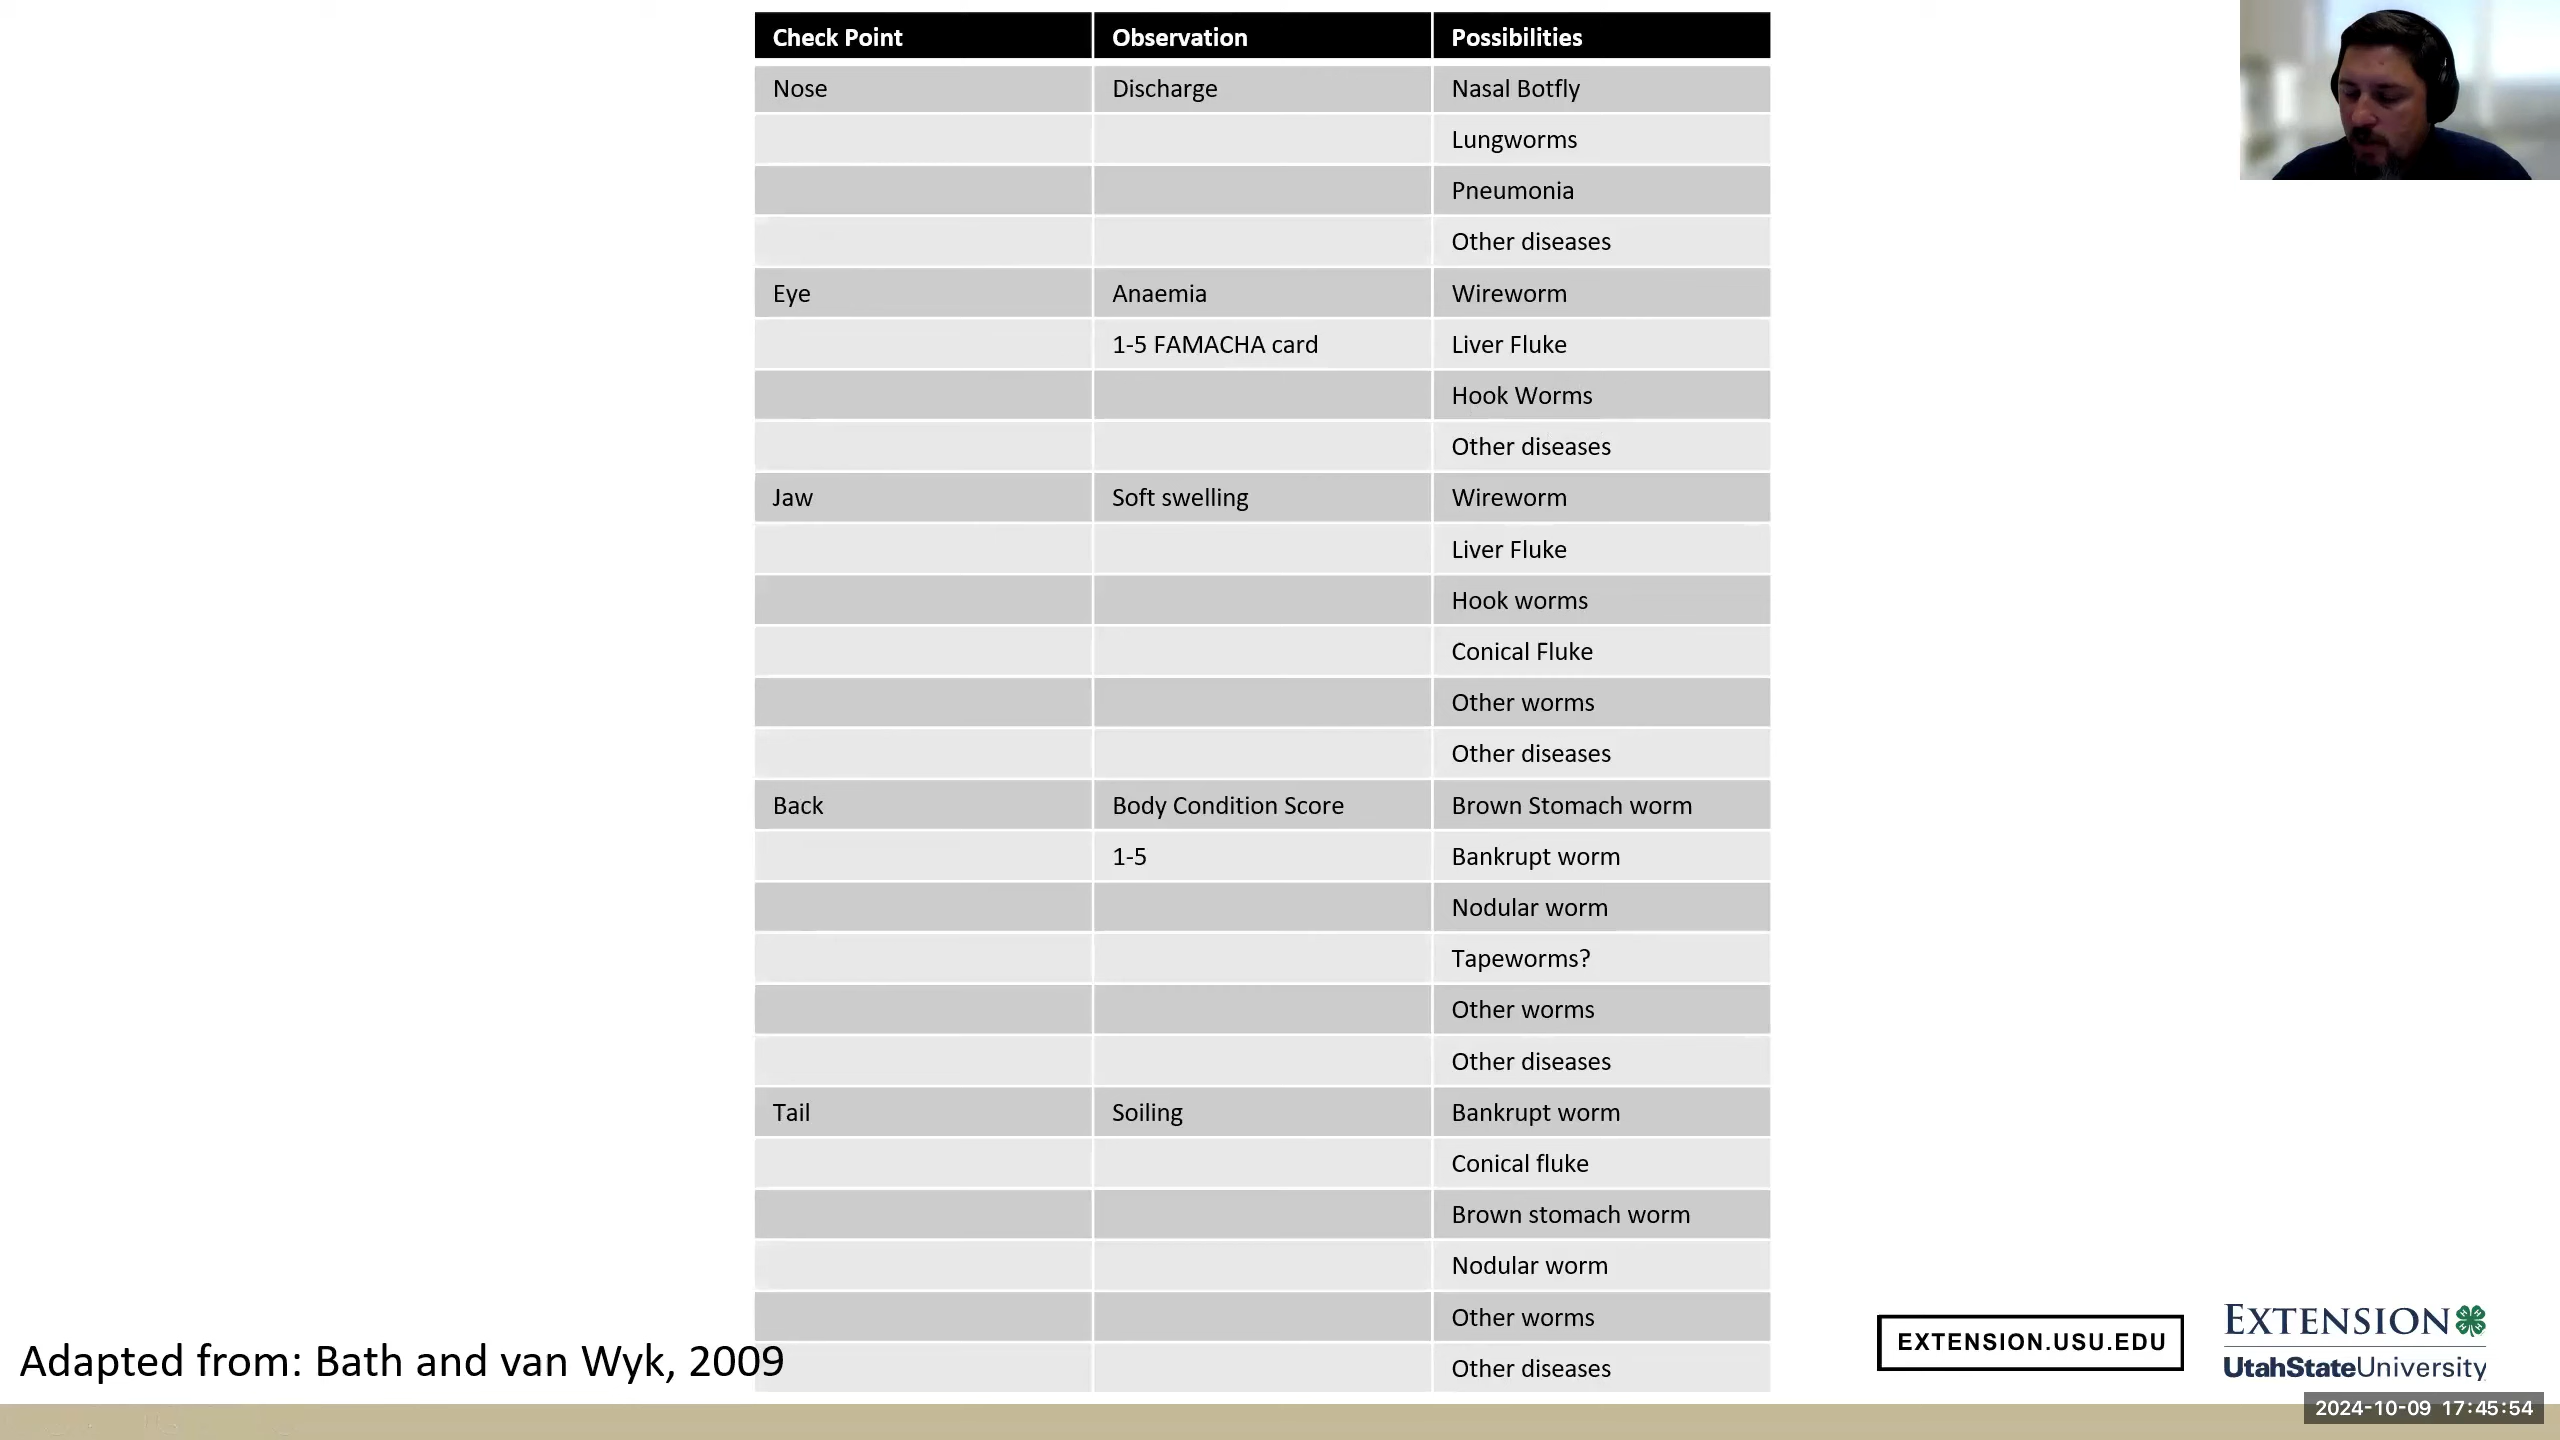 Check Point Observation Possibilities
Nose Discharge Nasal Botfly
Lungworms
Pneumonia
Other diseases
Eye Anaemia Wireworm
1-5 FAMACHA card Liver Fluke
Hook Worms
Other diseases
Jaw Soft swelling Wireworm
Liver Fluke
Hook worms
Conical Fluke
Other worms
Other diseases
Back Body Condition Score Brown Stomach worm
1-5 Bankrupt worm
Nodular worm
Tapeworms?
Other worms
Other diseases
Tail Soiling Bankrupt worm
Conical fluke
Brown stomach worm
Nodular worm
Other worms
Other diseases
Adapted from: Bath and van Wyk, 2009
EXTENSION.USU.EDU
EXTENSION
UtahStateUniversity
2024-10-09 17:45:54